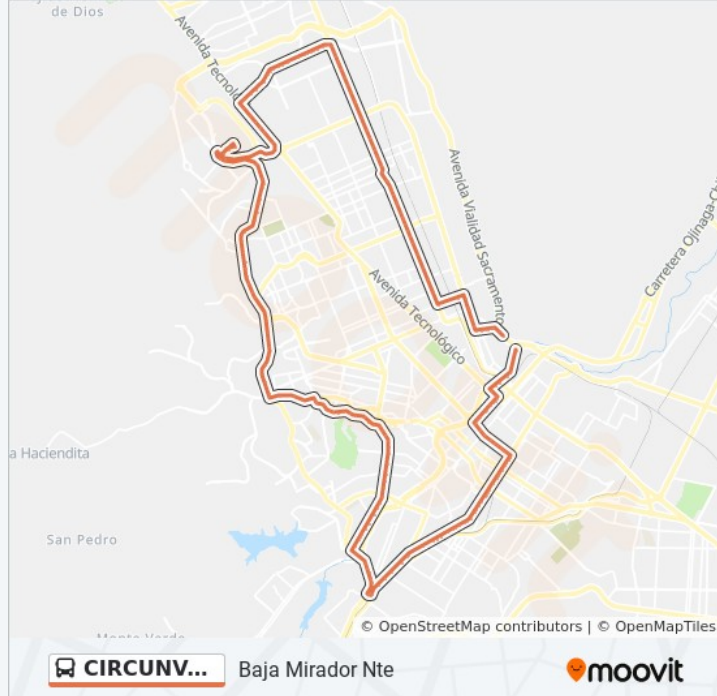 de Dios
Avenida Tecnoló
Avenida Vialidad Sacramento
Carretera Ojinaga-Ch
Avenida Tecnológico
a Haciendita
San Pedro
Monte Verde
© OpenStreetMap contributors | © OpenMapTiles
CIRCUNV...
Baja Mirador Nte
moovit